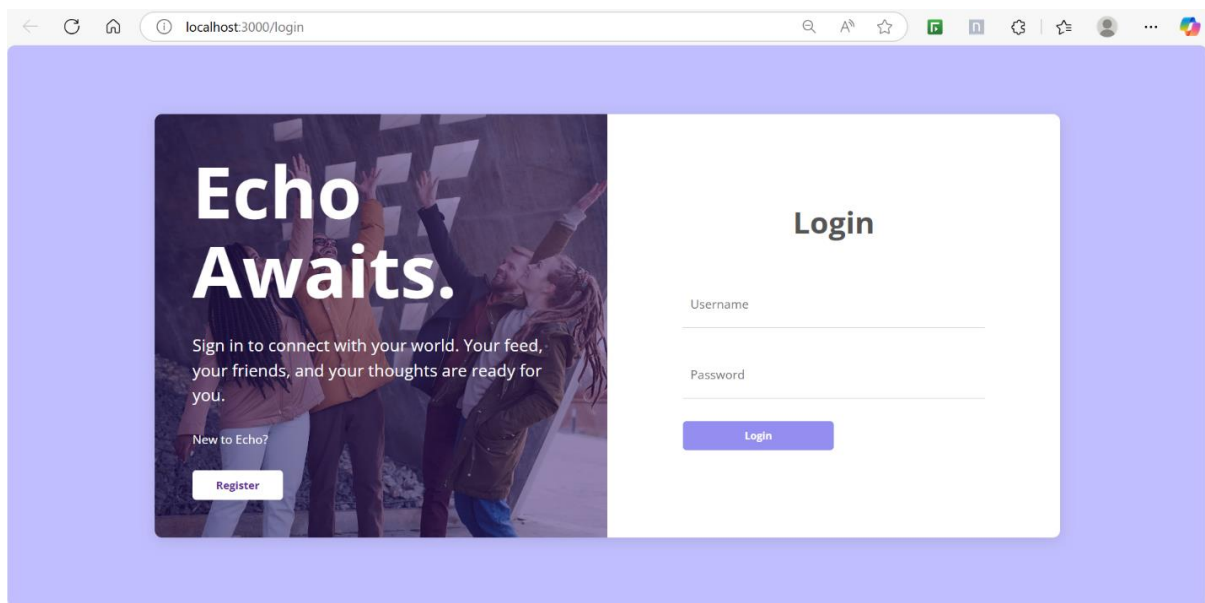 localhost:3000/login
Echo
Awaits.
Sign in to connect with your world. Your feed,
your friends, and your thoughts are ready for
you.
New to Echo?
Register
Login
Username
Password
Login